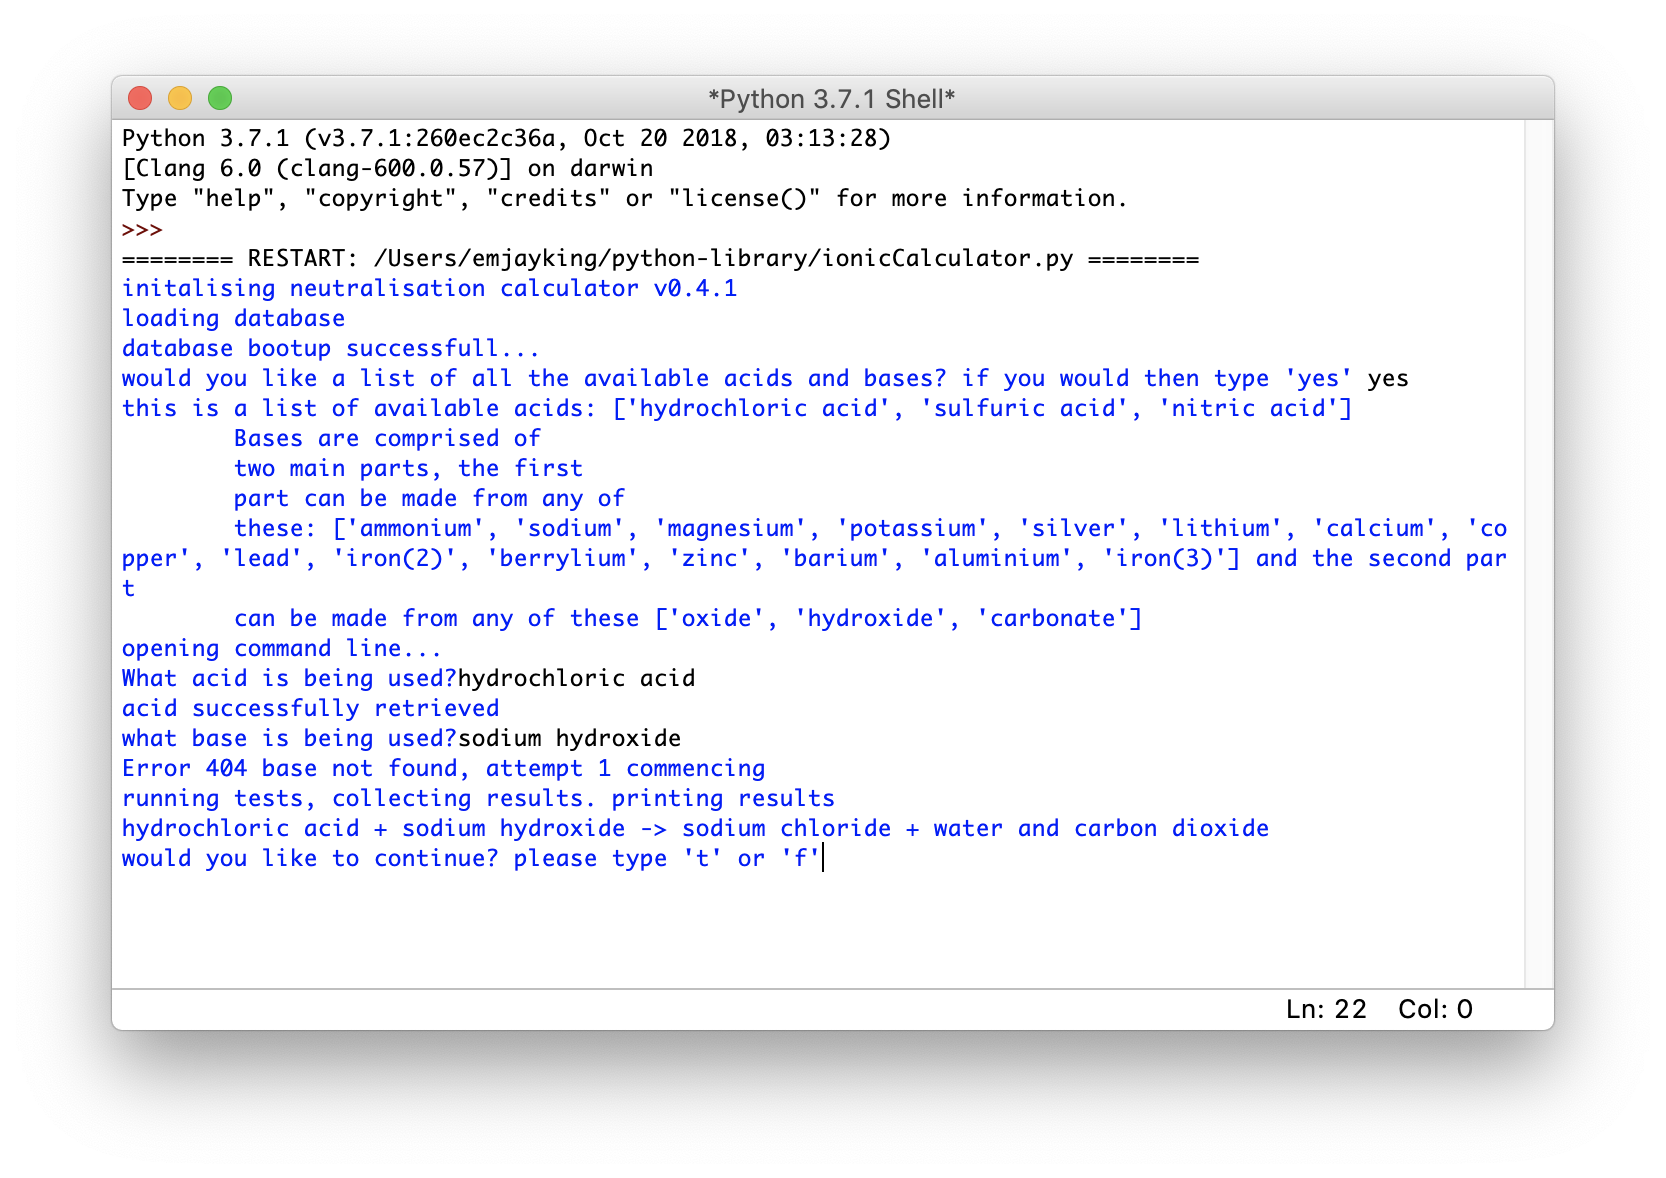 *Python 3.7.1 Shell*
Python 3.7.1 (v3.7.1:260ec2c36a, Oct 20 2018, 03:13:28)
[Clang 6.0 (clang-600.0.57)] on darwin
Type "help", "copyright", "credits" or "license()" for more information.
>>>
======== RESTART: /Users/emjayking/python-library/ionicCalculator.py ========
initalising neutralisation calculator v0.4.1
loading database
database bootup successfull...
would you like a list of all the available acids and bases? if you would then type 'yes' yes
this is a list of available acids: ['hydrochloric acid', 'sulfuric acid', 'nitric acid']
        Bases are comprised of
        two main parts, the first
        part can be made from any of
        these: ['ammonium', 'sodium', 'magnesium', 'potassium', 'silver', 'lithium', 'calcium', 'co
pper', 'lead', 'iron(2)', 'berrylium', 'zinc', 'barium', 'aluminium', 'iron(3)'] and the second par
t
        can be made from any of these ['oxide', 'hydroxide', 'carbonate']
opening command line...
What acid is being used?hydrochloric acid
acid successfully retrieved
what base is being used?sodium hydroxide
Error 404 base not found, attempt 1 commencing
running tests, collecting results. printing results
hydrochloric acid + sodium hydroxide -> sodium chloride + water and carbon dioxide
would you like to continue? please type 't' or 'f'
Ln: 22 Col: 0